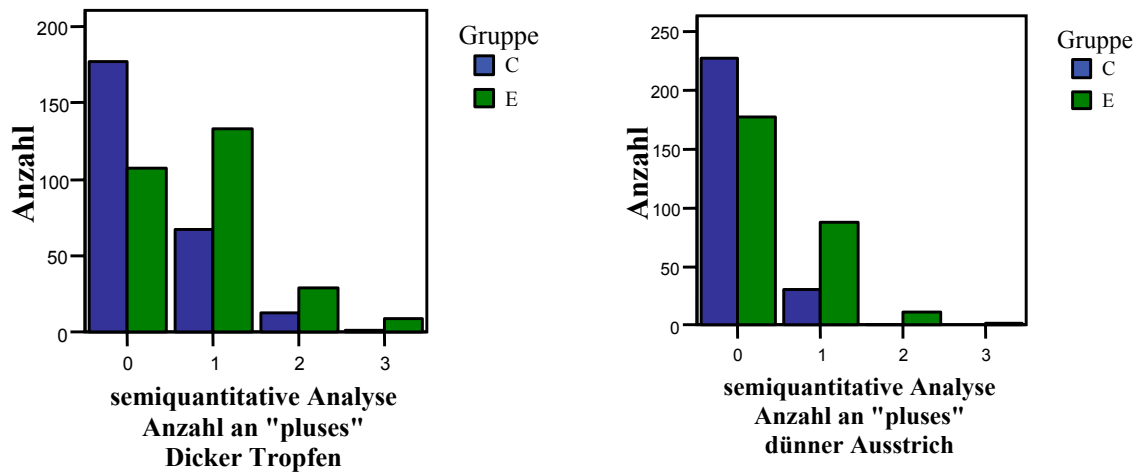 200
150
100
50
0
Anzahl
0 1 2 3
semiquantitative Analyse
Anzahl an "pluses"
Dicker Tropfen
Gruppe
C
E
250
200
150
100
50
0
Anzahl
0 1 2 3
semiquantitative Analyse
Anzahl an "pluses"
dünner Ausstrich
Gruppe
C
E